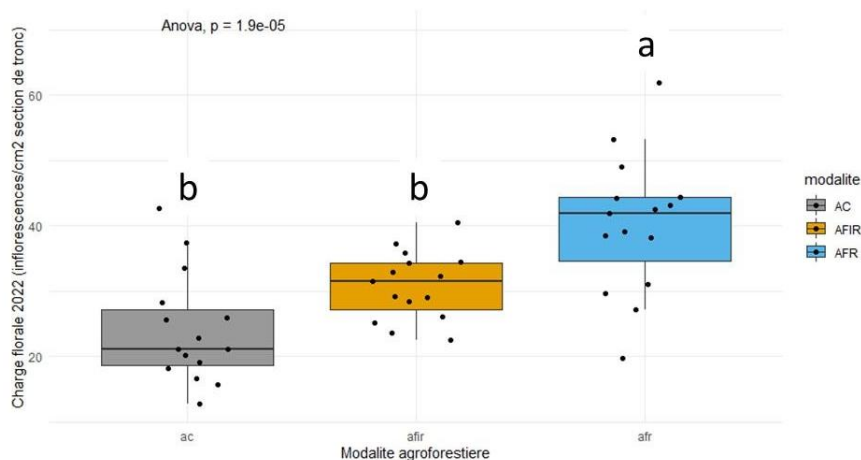 Anova, p = 1.9e-05
a
b
b
Charge florale 2022 (inflorescences/cm2 section de tronc)
60
40
20
ac
afir
afr
Modalite agroforestiere
modalite
AC
AFIR
AFR